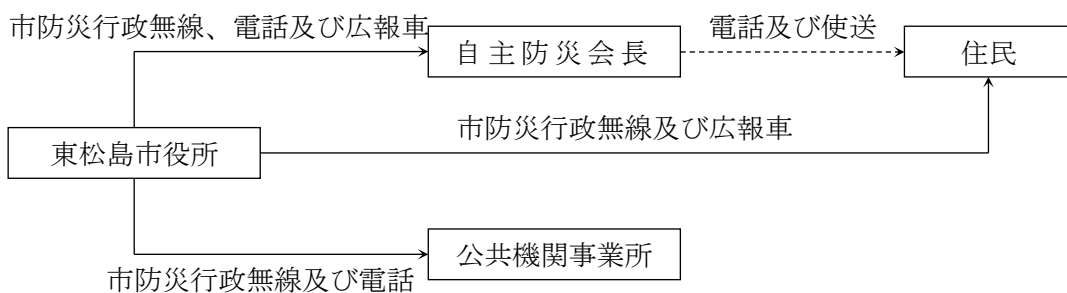 市防災行政無線、電話及び広報車
自主防災会長
電話及び使送
住民
市防災行政無線及び広報車
東松島市役所
公共機関事業所
市防災行政無線及び電話